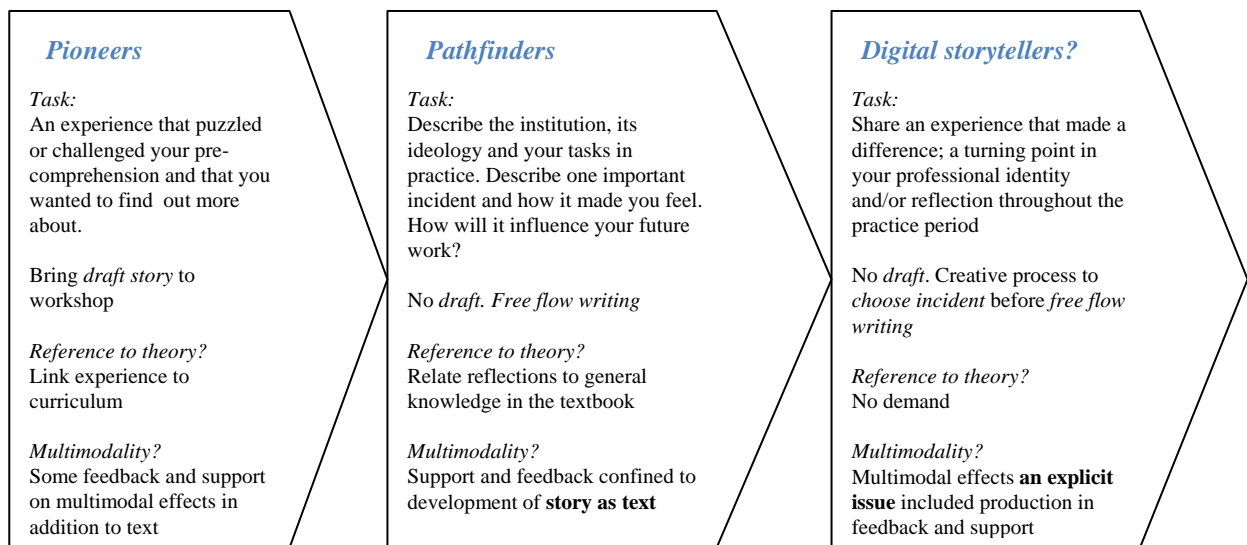 Pioneers
Task:
An experience that puzzled
or challenged your pre-
comprehension and that you
wanted to find  out more
about.
Bring draft story to
workshop
Reference to theory?
Link experience to
curriculum
Multimodality?
Some feedback and support
on multimodal effects in
addition to text
Pathfinders
Task:
Describe the institution, its
ideology and your tasks in
practice. Describe one important
incident and how it made you feel.
How will it influence your future
work?
No draft. Free flow writing
Reference to theory?
Relate reflections to general
knowledge in the textbook
Multimodality?
Support and feedback confined to
development of story as text
Digital storytellers?
Task:
Share an experience that made a
difference; a turning point in
your professional identity
and/or reflection throughout the
practice period
No draft. Creative process to
choose incident before free flow
writing
Reference to theory?
No demand
Multimodality?
Multimodal effects an explicit
issue included production in
feedback and support